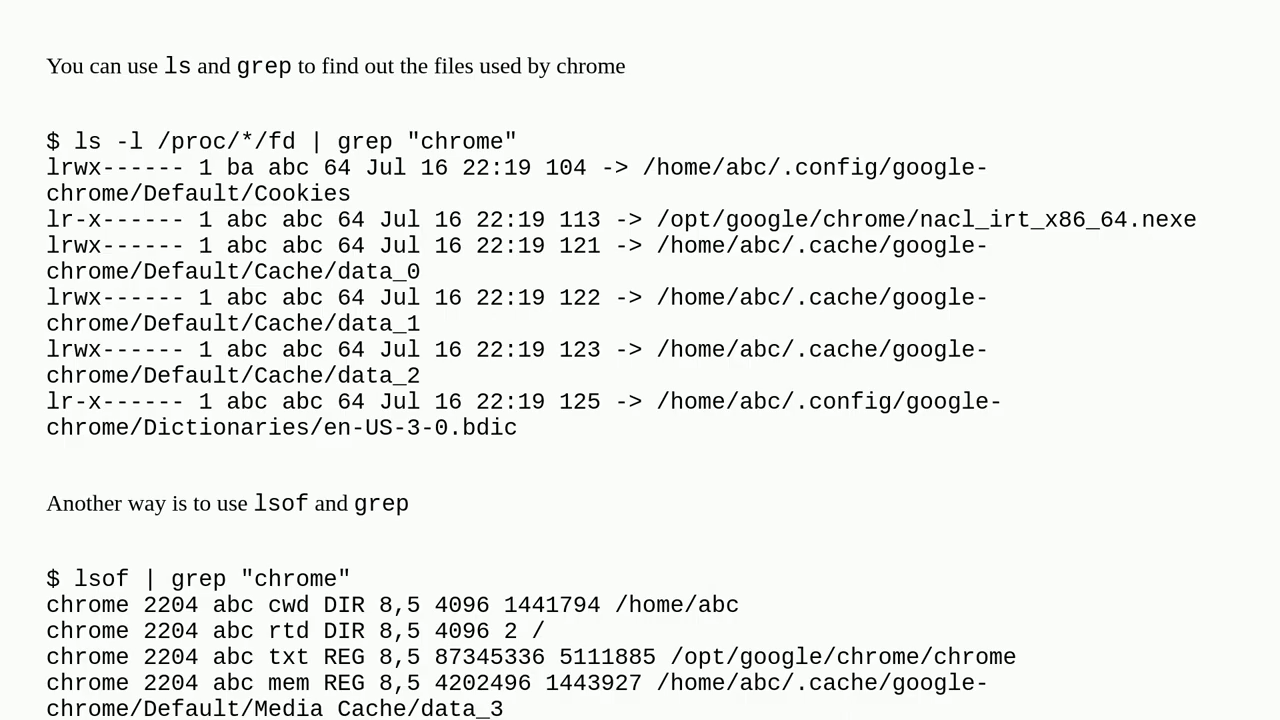 You can use ls and grep to find out the files used by chrome
$ ls -l /proc/*/fd | grep "chrome"
lrwx------ 1 ba abc 64 Jul 16 22:19 104 -> /home/abc/.config/google-
chrome/Default/Cookies
lr-x------ 1 abc abc 64 Jul 16 22:19 113 -> /opt/google/chrome/nacl_irt_x86_64.nexe
lrwx------ 1 abc abc 64 Jul 16 22:19 121 -> /home/abc/.cache/google-
chrome/Default/Cache/data_0
lrwx------ 1 abc abc 64 Jul 16 22:19 122 -> /home/abc/.cache/google-
chrome/Default/Cache/data_1
lrwx------ 1 abc abc 64 Jul 16 22:19 123 -> /home/abc/.cache/google-
chrome/Default/Cache/data_2
lr-x------ 1 abc abc 64 Jul 16 22:19 125 -> /home/abc/.config/google-
chrome/Dictionaries/en-US-3-0.bdic
Another way is to use lsof and grep
$ lsof | grep "chrome"
chrome 2204 abc cwd DIR 8,5 4096 1441794 /home/abc
chrome 2204 abc rtd DIR 8,5 4096 2 /
chrome 2204 abc txt REG 8,5 87345336 5111885 /opt/google/chrome/chrome
chrome 2204 abc mem REG 8,5 4202496 1443927 /home/abc/.cache/google-
chrome/Default/Media Cache/data_3